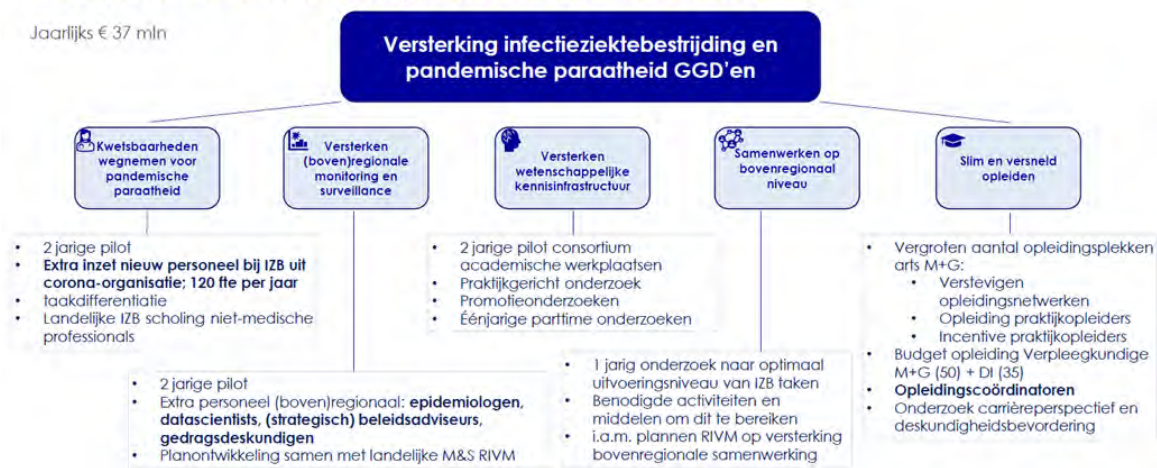 Jaarlijks € 37 mln
Versterking infectieziektebestrijding en
pandemische paraatheid GGD'en
Kwetsbaarheden
wegnemen voor
pandemische
paraatheid
Versterken
(boven)regionale
monitoring en
surveillance
Versterken
wetenschappelijke
kennisinfrastructuur
Samenwerken op
bovenregionaal
niveau
Slim en versneld
opleiden
• 2 jarige pilot
• Extra inzet nieuw personeel bij IZB uit
corona-organisatie; 120 fte per jaar
• taakdifferentiatie
• Landelijke IZB scholing niet-medische
professionals
• 2 jarige pilot
• Extra personeel (boven)regionaal: epidemiologen,
datascientists, (strategisch) beleidsadviseurs,
gedragsdeskundigen
• Planontwikkeling samen met landelijke M&S RIVM
• 2 jarige pilot consortium
academische werkplaatsen
• Praktijkgericht onderzoek
• Promotieonderzoeken
• Éénjarige parttime onderzoeken
• 1 jarig onderzoek naar optimaal
uitvoeringsniveau van IZB taken
• Benodigde activiteiten en
middelen om dit te bereiken
• i.a.m. plannen RIVM op versterking
bovenregionale samenwerking
• Vergroten aantal opleidingsplekken
arts M+G:
• Verstevigen
opleidingsnetwerken
• Opleiding praktijkopleiders
• Incentive praktijkopleiders
• Budget opleiding Verpleegkundige
M+G (50) + DI (35)
• Opleidingscoördinatoren
• Onderzoek carrièreperspectief en
deskundigheidsbevordering